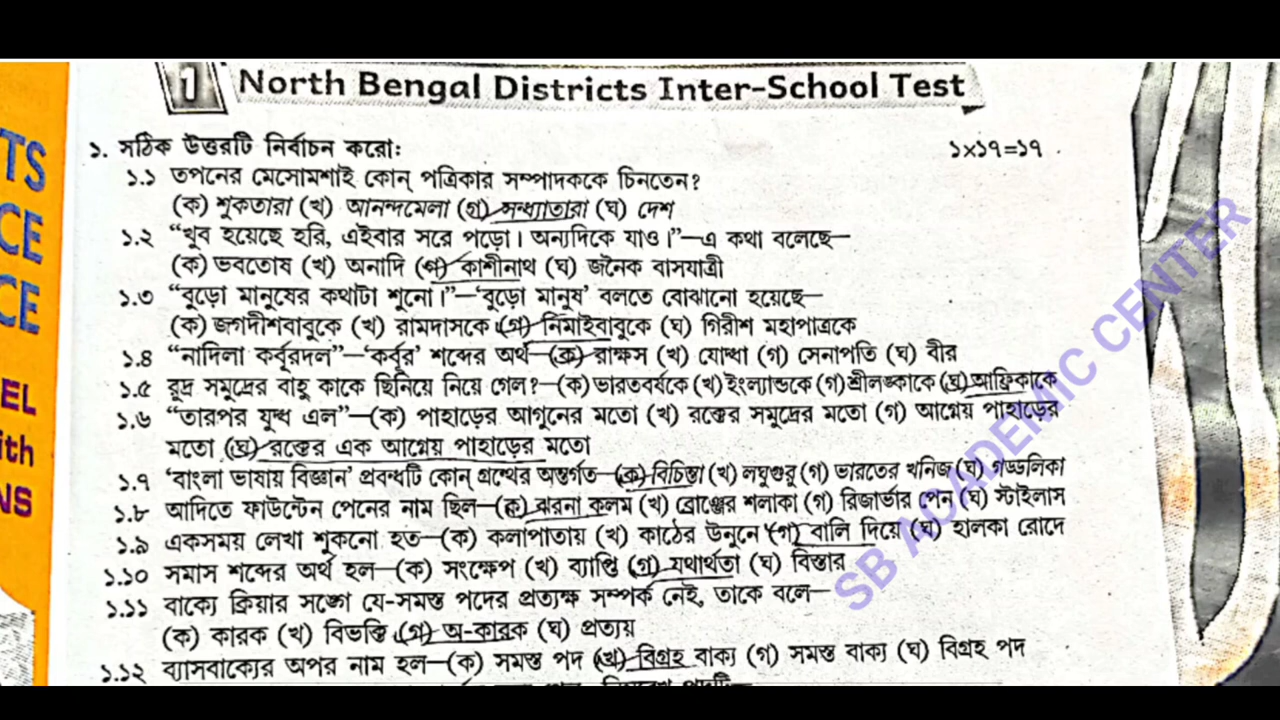 1 North Bengal Districts Inter-School Test
১. সঠিক উত্তরটি নির্বাচন করো: ১×১৭=১৭
১.১ তপনের মেসোমশাই কোন্ পত্রিকার সম্পাদককে চিনতেন?
(ক) শুকতারা (খ) আনন্দমেলা (গ) সন্ধ্যাতারা (ঘ) দেশ
১.২ “খুব হয়েছে হরি, এইবার সরে পড়ো। অন্যদিকে যাও।”—এ কথা বলেছে—
(ক) ভবতোষ (খ) অনাদি (গ) কাশীনাথ (ঘ) জনৈক বাসযাত্রী
১.৩ “বুড়ো মানুষের কথাটা শুনো।”—‘বুড়ো মানুষ’ বলতে বোঝানো হয়েছে—
(ক) জগদীশবাবুকে (খ) রামদাসকে (গ) নিমাইবাবুকে (ঘ) গিরীশ মহাপাত্রকে
১.৪ “নাদিলা কর্বূরদল”—‘কর্বূর’ শব্দের অর্থ—(ক) রাক্ষস (খ) যোদ্ধা (গ) সেনাপতি (ঘ) বীর
১.৫ রুদ্র সমুদ্রের বাহু কাকে ছিনিয়ে নিয়ে গেল?—(ক) ভারতবর্ষকে (খ) ইংল্যান্ডকে (গ) শ্রীলঙ্কাকে (ঘ) আফ্রিকাকে
১.৬ “তারপর যুদ্ধ এল”—(ক) পাহাড়ের আগুনের মতো (খ) রক্তের সমুদ্রের মতো (গ) আগ্নেয় পাহাড়ের
মতো (ঘ) রক্তের এক আগ্নেয় পাহাড়ের মতো
১.৭ ‘বাংলা ভাষায় বিজ্ঞান’ প্রবন্ধটি কোন্ গ্রন্থের অন্তর্গত—(ক) বিচিন্তা (খ) লঘুগুরু (গ) ভারতের খনিজ (ঘ) গড্ডলিকা
১.৮ আদিতে ফাউন্টেন পেনের নাম ছিল—(ক) ঝরনা কলম (খ) ব্রোঞ্জের শলাকা (গ) রিজার্ভার পেন (ঘ) স্টাইলাস
১.৯ একসময় লেখা শুকনো হত—(ক) কলাপাতায় (খ) কাঠের উনুনে (গ) বালি দিয়ে (ঘ) হালকা রোদে
১.১০ সমাস শব্দের অর্থ হল—(ক) সংক্ষেপ (খ) ব্যাপ্তি (গ) যথার্থতা (ঘ) বিস্তার
১.১১ বাক্যে ক্রিয়ার সঙ্গে যে-সমস্ত পদের প্রত্যক্ষ সম্পর্ক নেই, তাকে বলে—
(ক) কারক (খ) বিভক্তি (গ) অ-কারক (ঘ) প্রত্যয়
১.১২ ব্যাসবাক্যের অপর নাম হল—(ক) সমস্ত পদ (খ) বিগ্রহ বাক্য (গ) সমস্ত বাক্য (ঘ) বিগ্রহ পদ
TS
CE
CE
EL
ith
NS
SB ACADEMIC CENTER